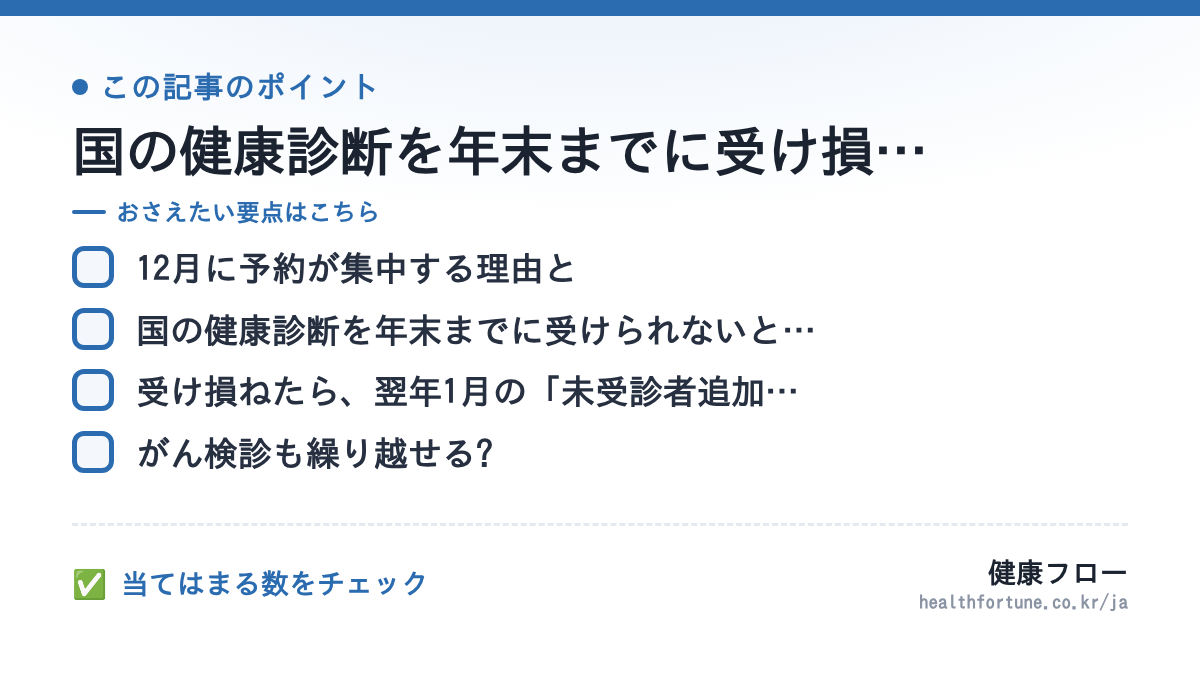 この記事のポイント
国の健康診断を年末までに受け損…
おさえたい要点はこちら
12月に予約が集中する理由と
国の健康診断を年末までに受けられないと…
受け損ねたら、翌年1月の「未受診者追加…
がん検診も繰り越せる?
✅ 当てはまる数をチェック
健康フロー
healthfortune.co.kr/ja